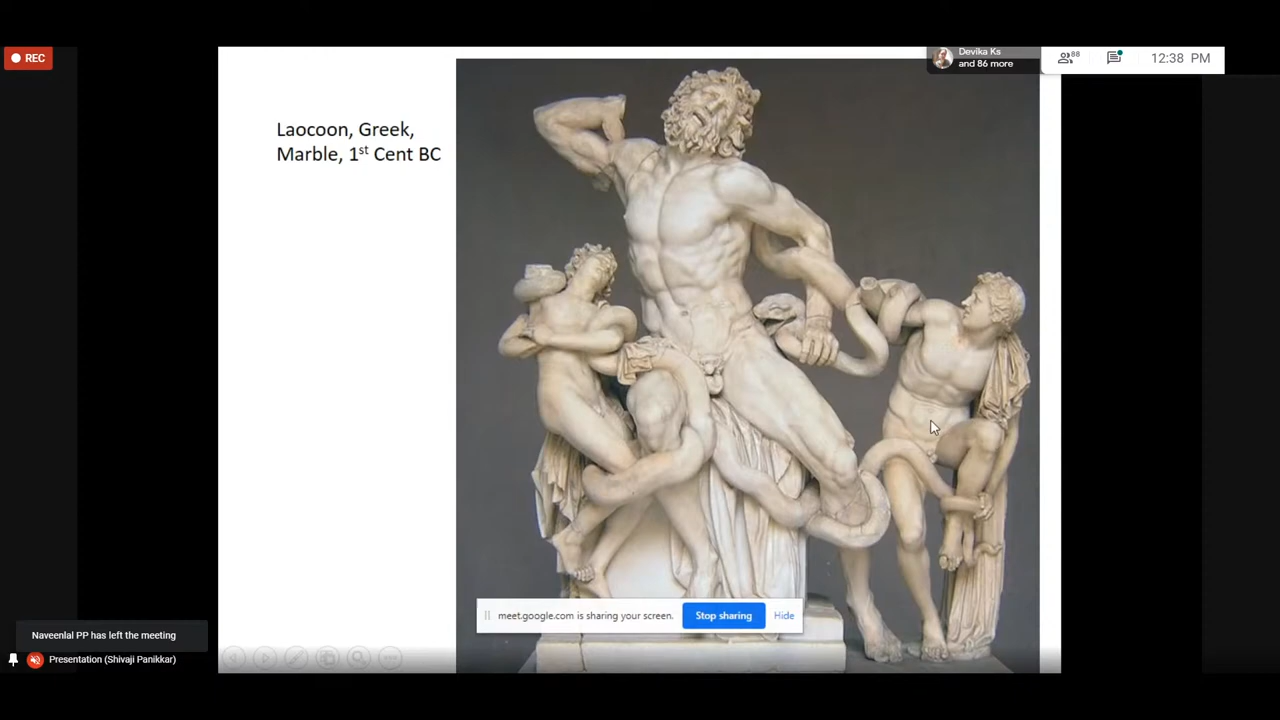 REC
Devika Ks
and 86 more
88
12:38 PM
Laocoon, Greek,
Marble, 1st Cent BC
meet.google.com is sharing your screen.
Stop sharing
Hide
Naveenlal PP has left the meeting
Presentation (Shivaji Panikkar)